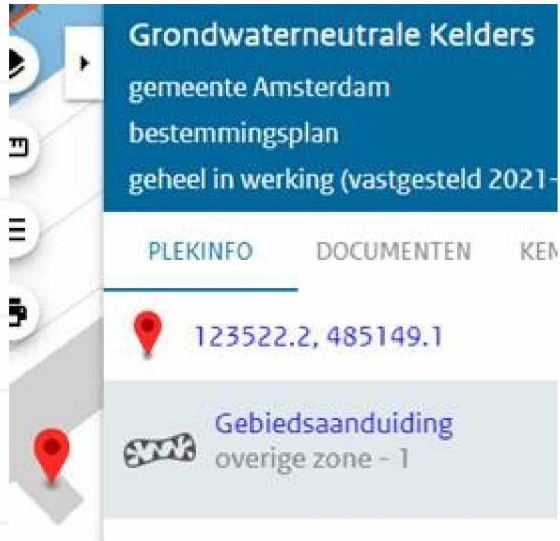 Grondwaterneutrale Kelders
gemeente Amsterdam
bestemmingsplan
geheel in werking (vastgesteld 2021-
PLEKINFO DOCUMENTEN KEN
123522.2, 485149.1
Gebiedsaanduiding
overige zone - 1